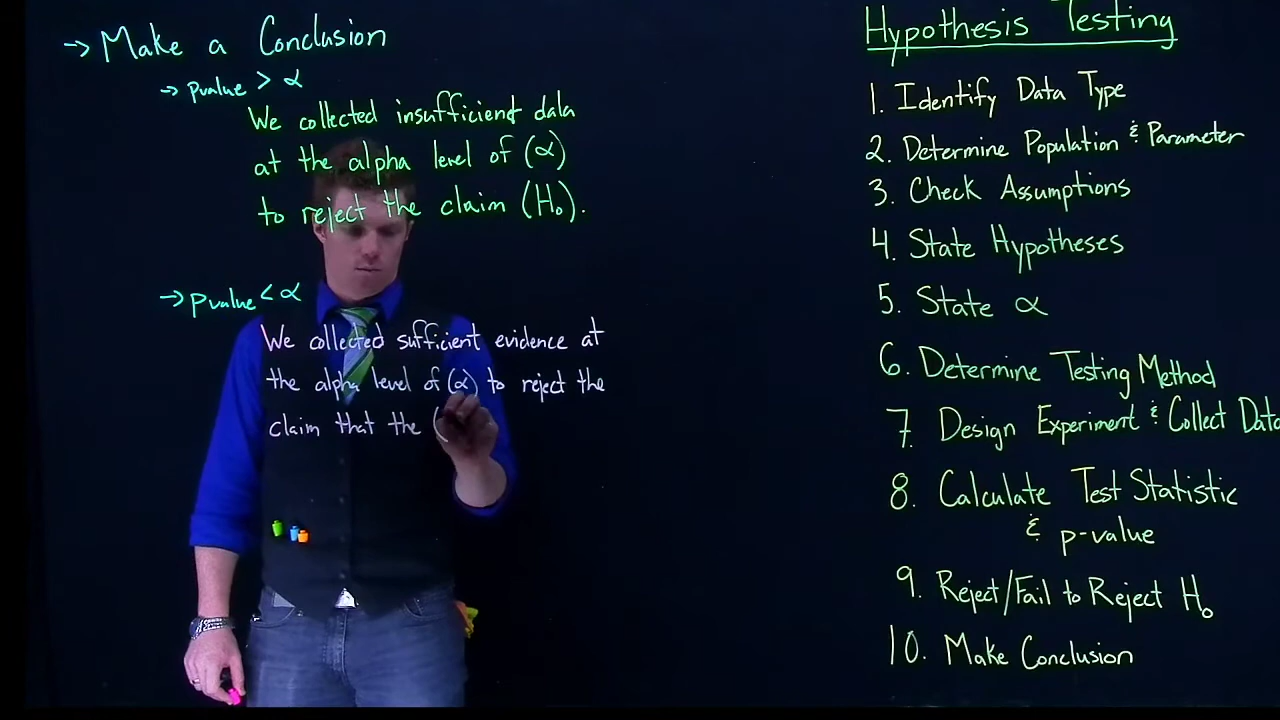 → Make a Conclusion
→ pvalue > α
We collected insufficient data
at the alpha level of (α)
to reject the claim (H₀).
→ pvalue < α
We collected sufficient evidence at
the alpha level of (α) to reject the
claim that the (
Hypothesis Testing
1. Identify Data Type
2. Determine Population & Parameter
3. Check Assumptions
4. State Hypotheses
5. State α
6. Determine Testing Method
7. Design Experiment & Collect Data
8. Calculate Test Statistic
& p-value
9. Reject/Fail to Reject H₀
10. Make Conclusion